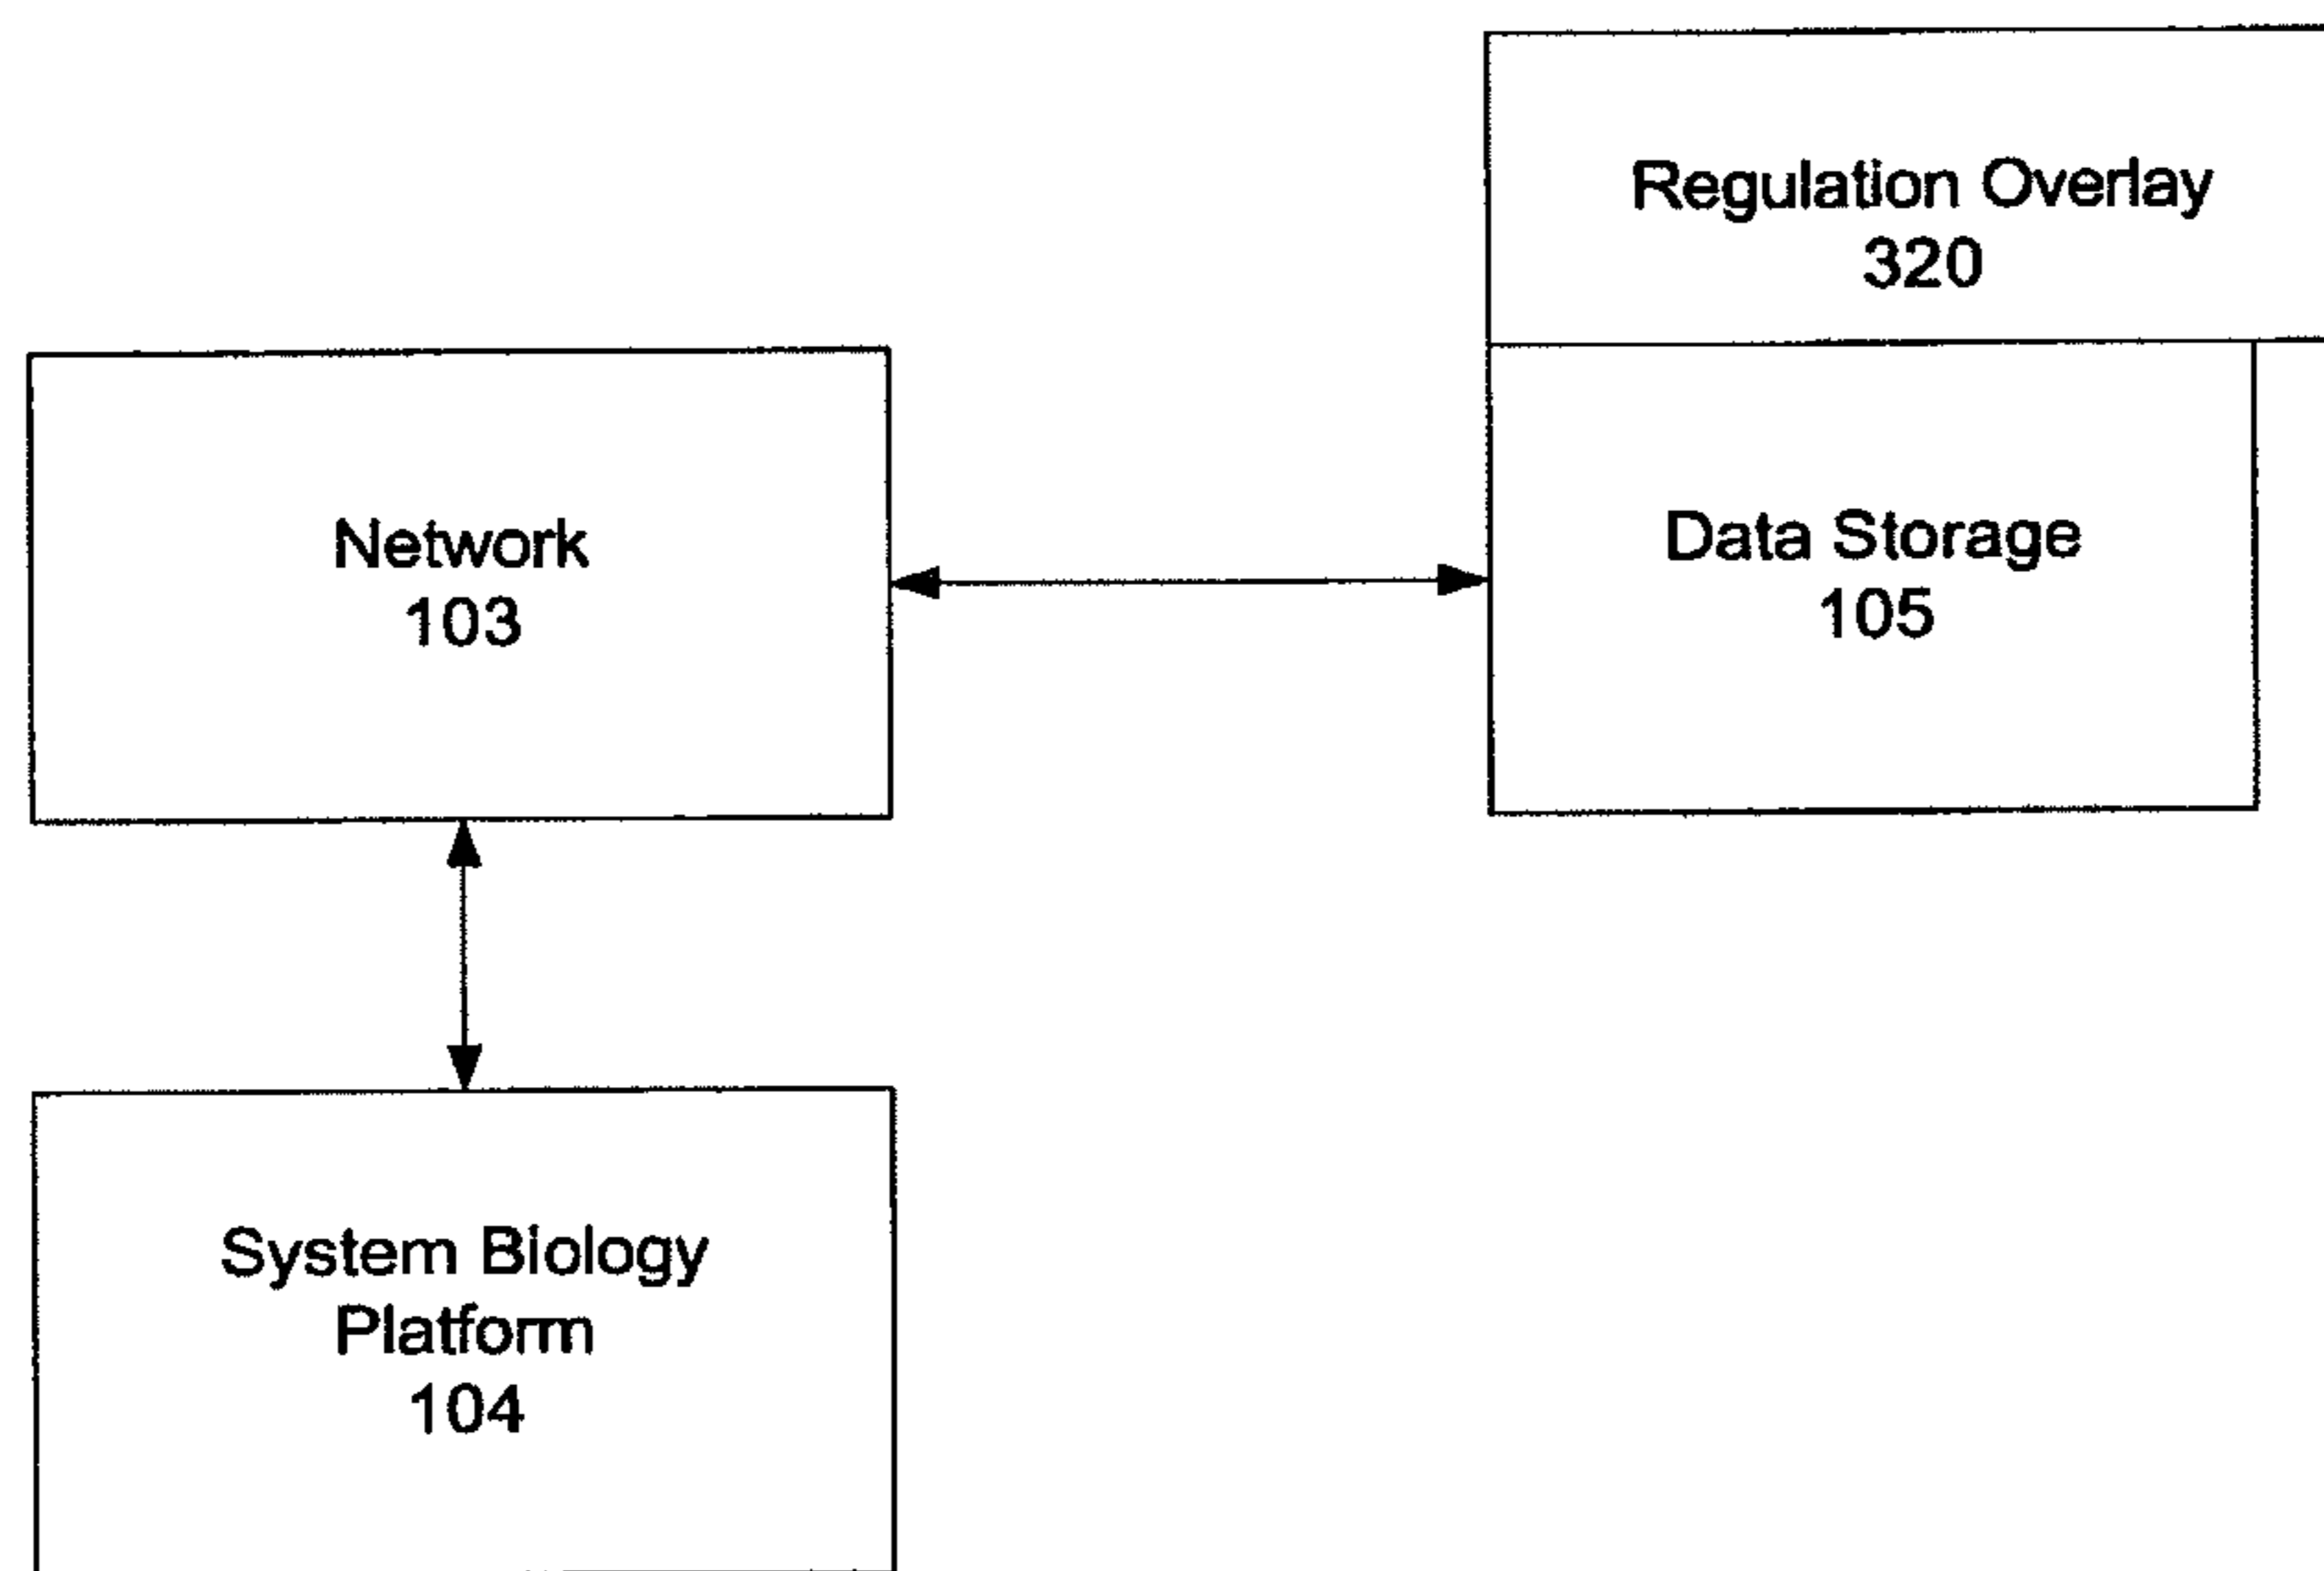 Regulation Overlay
320
Network
103
Data Storage
105
System Biology
Platform
104